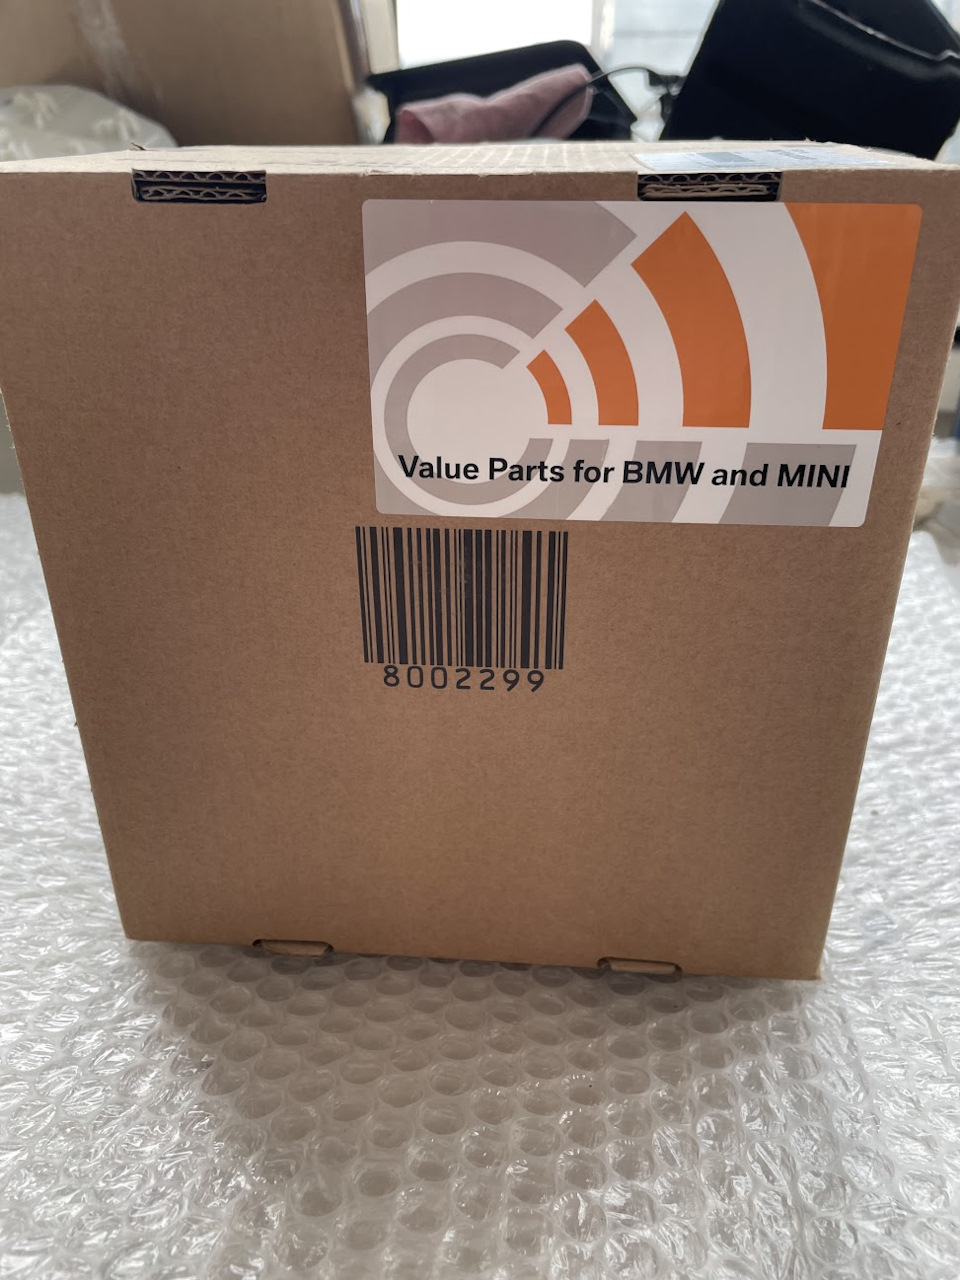 Value Parts for BMW and MINI
8002299